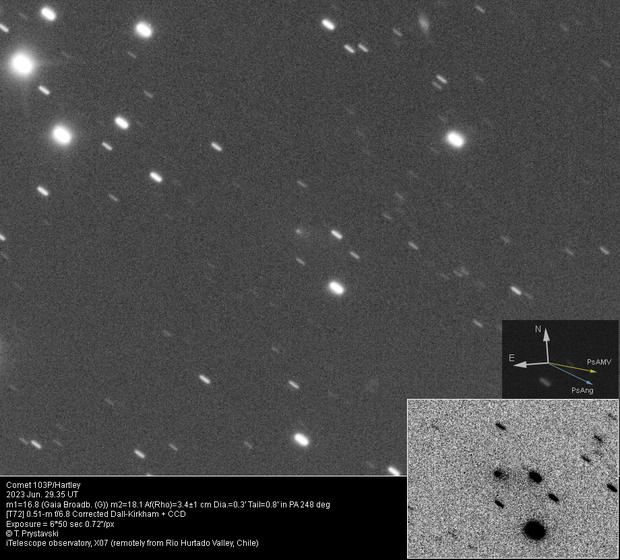 N
E
PsAMV
PsAng
Comet 103P/Hartley
2023 Jun. 29.35 UT
m1=16.8 (Gaia Broadb. (G)) m2=18.1 Af(Rho)=3.4±1 cm Dia.=0.3' Tail=0.8' in PA 248 deg
[T72] 0.51-m f/6.8 Corrected Dall-Kirkham + CCD
Exposure = 6*50 sec 0.72"/px
© T. Prystavski
iTelescope observatory, X07 (remotely from Rio Hurtado Valley, Chile)